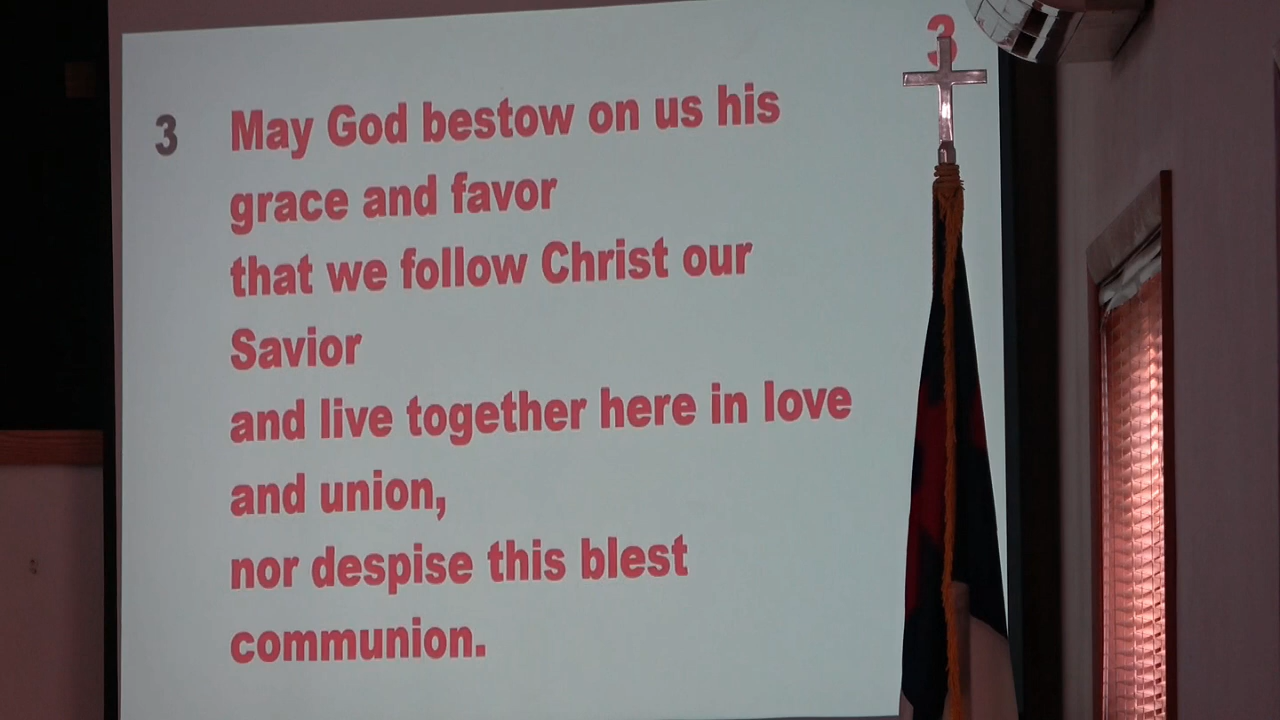 3
3 May God bestow on us his
grace and favor
that we follow Christ our
Savior
and live together here in love
and union,
nor despise this blest
communion.